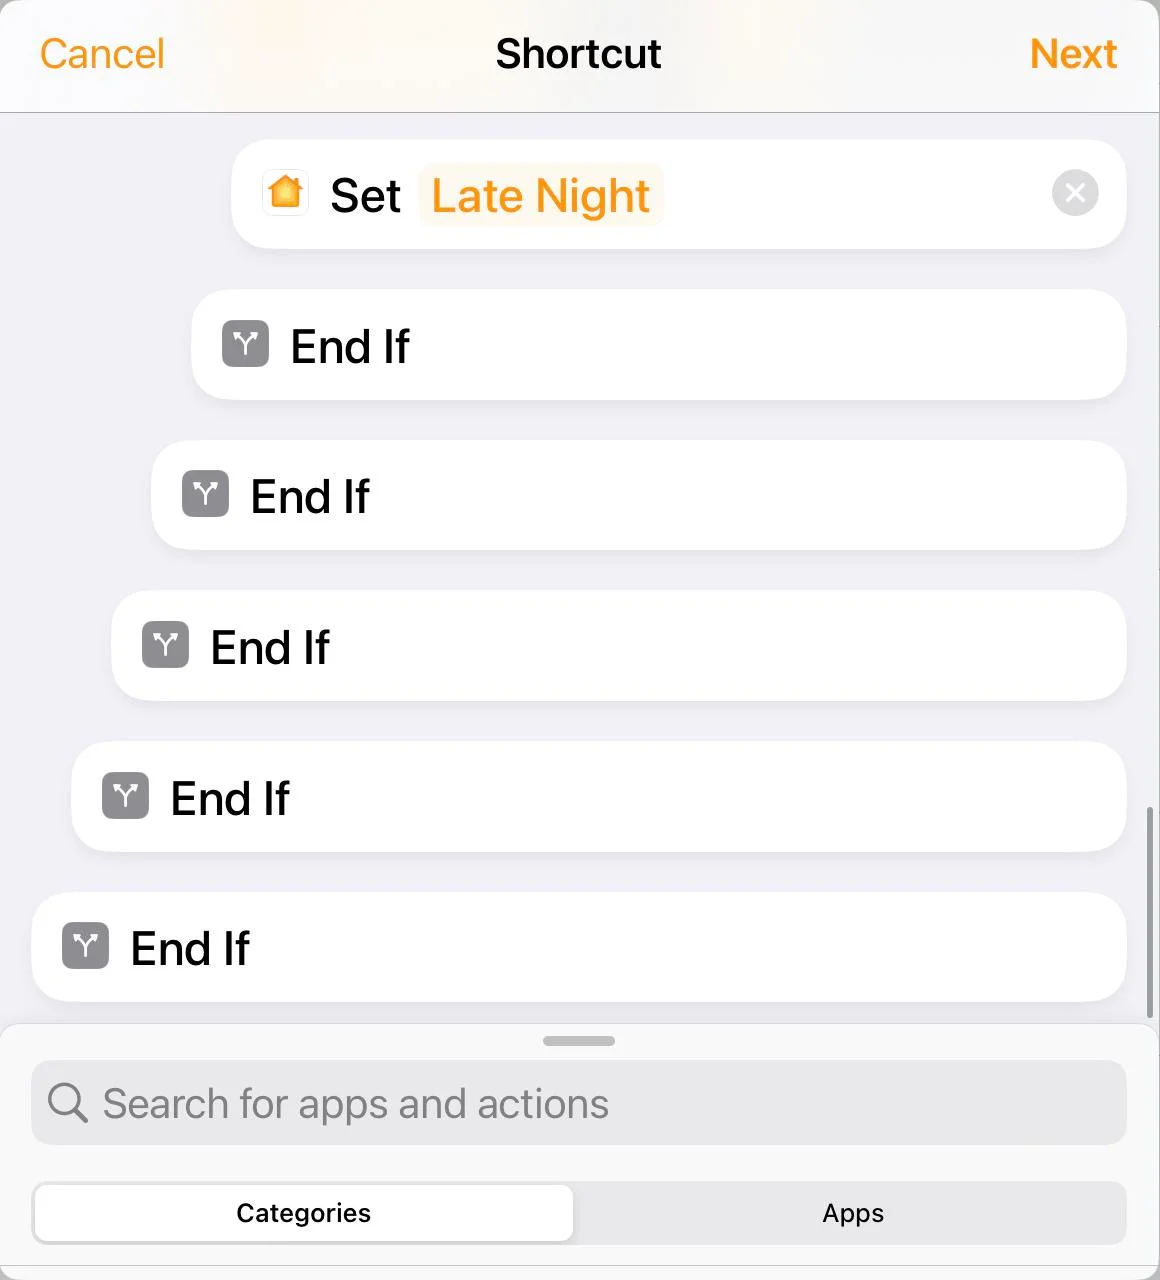 Cancel Shortcut Next
Set Late Night
End If
End If
End If
End If
End If
Search for apps and actions
Categories Apps